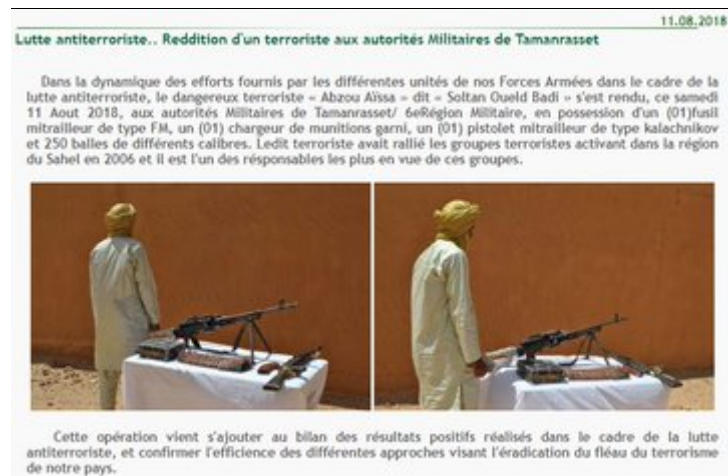 11.08.2018
Lutte antiterroriste.. Reddition d'un terroriste aux autorités Militaires de Tamanrasset
Dans la dynamique des efforts fournis par les différentes unités de nos Forces Armées dans le cadre de la
lutte antiterroriste, le dangereux terroriste « Abzou Aïssa » dit « Soltan Oueld Badi » s'est rendu, ce samedi
11 Aout 2018, aux autorités Militaires de Tamanrasset/ 6eRégion Militaire, en possession d'un (01)fusil
mitrailleur de type FM, un (01) chargeur de munitions garni, un (01) pistolet mitrailleur de type kalachnikov
et 250 balles de différents calibres. Ledit terroriste avait rallié les groupes terroristes activant dans la région
du Sahel en 2006 et il est l'un des résponsables les plus en vue de ces groupes.
Cette opération vient s'ajouter au bilan des résultats positifs réalisés dans le cadre de la lutte
antiterroriste, et confirmer l'efficience des différentes approches visant l'éradication du fléau du terrorisme
de notre pays.